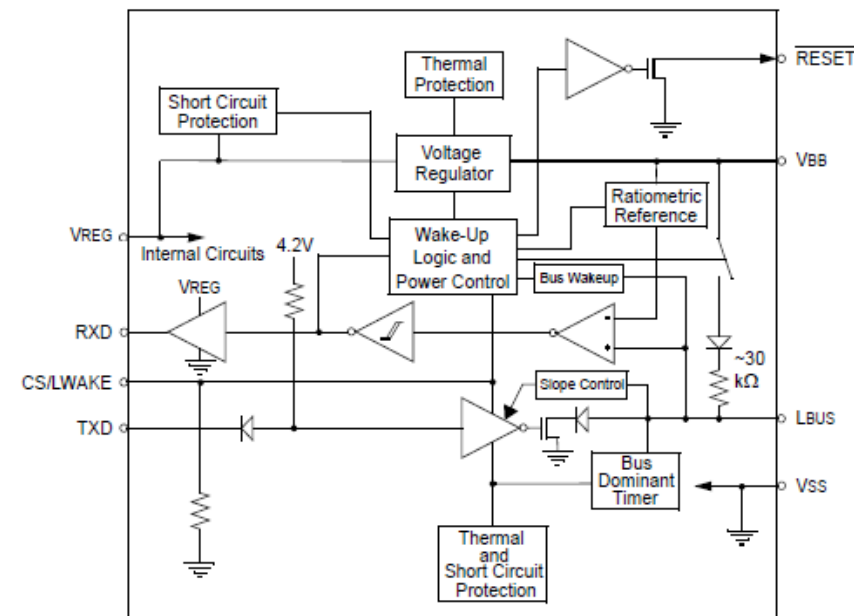 RESET
Thermal
Protection
Short Circuit
Protection
Voltage
Regulator
VBB
Ratiometric
Reference
VREG
Internal Circuits
4.2V
Wake-Up
Logic and
Power Control
Bus Wakeup
VREG
RXD
~30
kΩ
CS/LWAKE
Slope Control
TXD
LBUS
Bus
Dominant
Timer
VSS
Thermal
and
Short Circuit
Protection